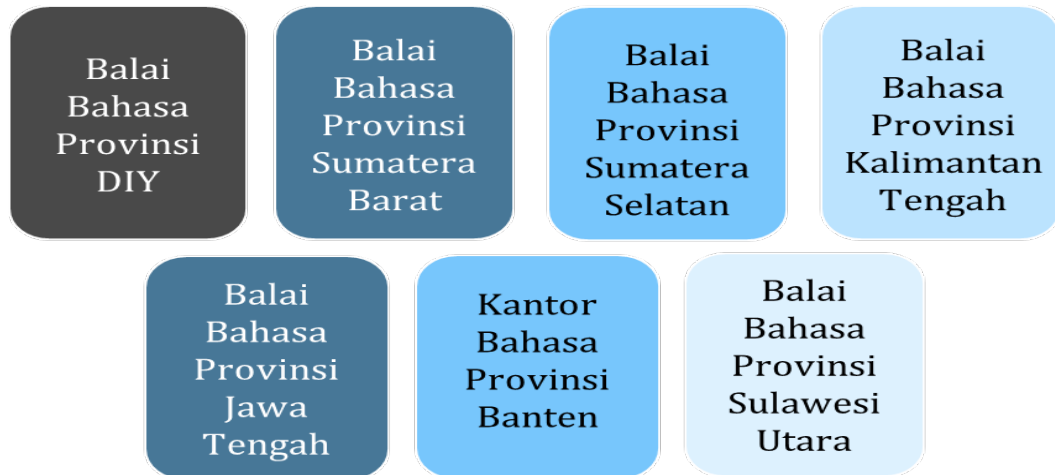 Balai
Bahasa
Provinsi
DIY
Balai
Bahasa
Provinsi
Sumatera
Barat
Balai
Bahasa
Provinsi
Sumatera
Selatan
Balai
Bahasa
Provinsi
Kalimantan
Tengah
Balai
Bahasa
Provinsi
Jawa
Tengah
Kantor
Bahasa
Provinsi
Banten
Balai
Bahasa
Provinsi
Sulawesi
Utara